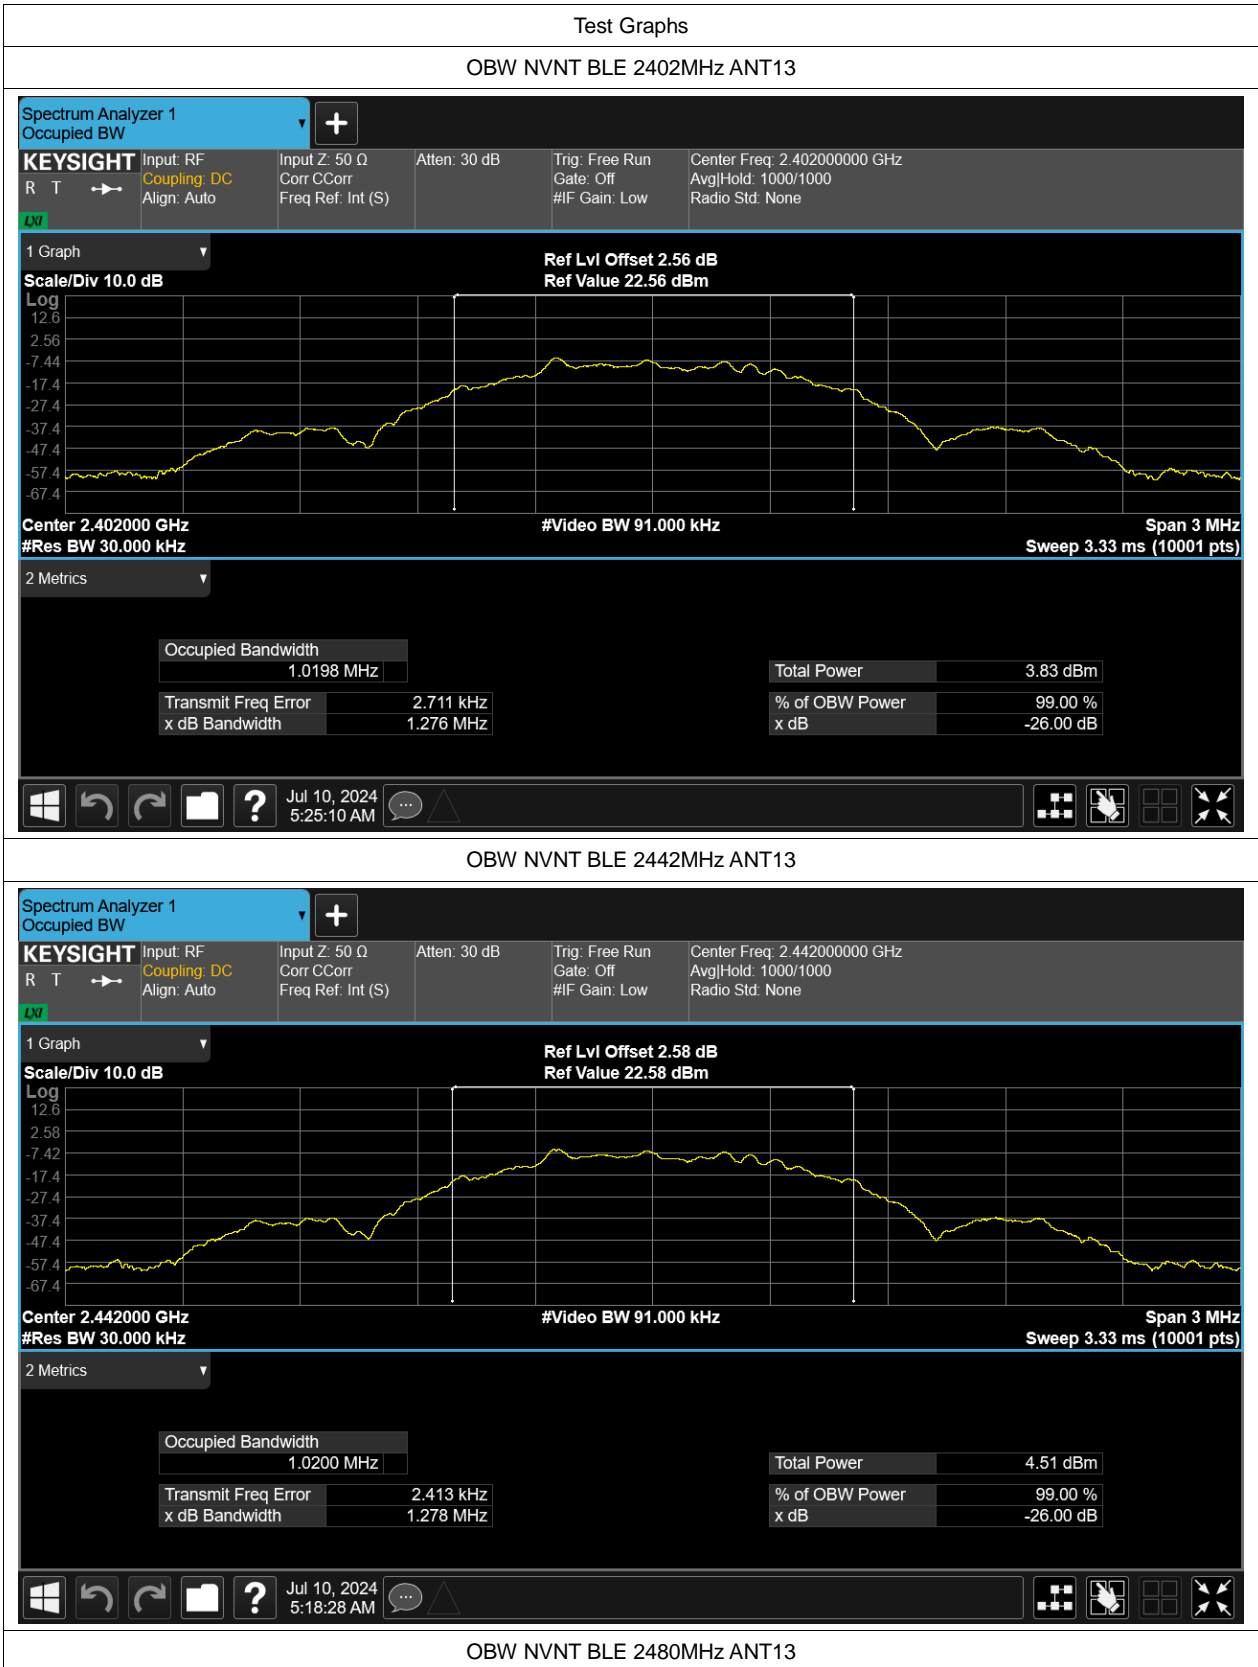 Test Graphs
OBW NVNT BLE 2402MHz ANT13
Spectrum Analyzer 1
Occupied BW
KEYSIGHT Input: RF Input Z: 50 Ω Atten: 30 dB Trig: Free Run Center Freq: 2.402000000 GHz
R T Coupling: DC Corr CCorr Gate: Off Avg|Hold: 1000/1000
Align: Auto Freq Ref: Int (S) #IF Gain: Low Radio Std: None
LXI
1 Graph
Ref Lvl Offset 2.56 dB
Scale/Div 10.0 dB Ref Value 22.56 dBm
Log
12.6
2.56
-7.44
-17.4
-27.4
-37.4
-47.4
-57.4
-67.4
Center 2.402000 GHz #Video BW 91.000 kHz Span 3 MHz
#Res BW 30.000 kHz Sweep 3.33 ms (10001 pts)
2 Metrics
Occupied Bandwidth
1.0198 MHz Total Power 3.83 dBm
Transmit Freq Error 2.711 kHz % of OBW Power 99.00 %
x dB Bandwidth 1.276 MHz x dB -26.00 dB
Jul 10, 2024
5:25:10 AM
OBW NVNT BLE 2442MHz ANT13
Spectrum Analyzer 1
Occupied BW
KEYSIGHT Input: RF Input Z: 50 Ω Atten: 30 dB Trig: Free Run Center Freq: 2.442000000 GHz
R T Coupling: DC Corr CCorr Gate: Off Avg|Hold: 1000/1000
Align: Auto Freq Ref: Int (S) #IF Gain: Low Radio Std: None
LXI
1 Graph
Ref Lvl Offset 2.58 dB
Scale/Div 10.0 dB Ref Value 22.58 dBm
Log
12.6
2.58
-7.42
-17.4
-27.4
-37.4
-47.4
-57.4
-67.4
Center 2.442000 GHz #Video BW 91.000 kHz Span 3 MHz
#Res BW 30.000 kHz Sweep 3.33 ms (10001 pts)
2 Metrics
Occupied Bandwidth
1.0200 MHz Total Power 4.51 dBm
Transmit Freq Error 2.413 kHz % of OBW Power 99.00 %
x dB Bandwidth 1.278 MHz x dB -26.00 dB
Jul 10, 2024
5:18:28 AM
OBW NVNT BLE 2480MHz ANT13